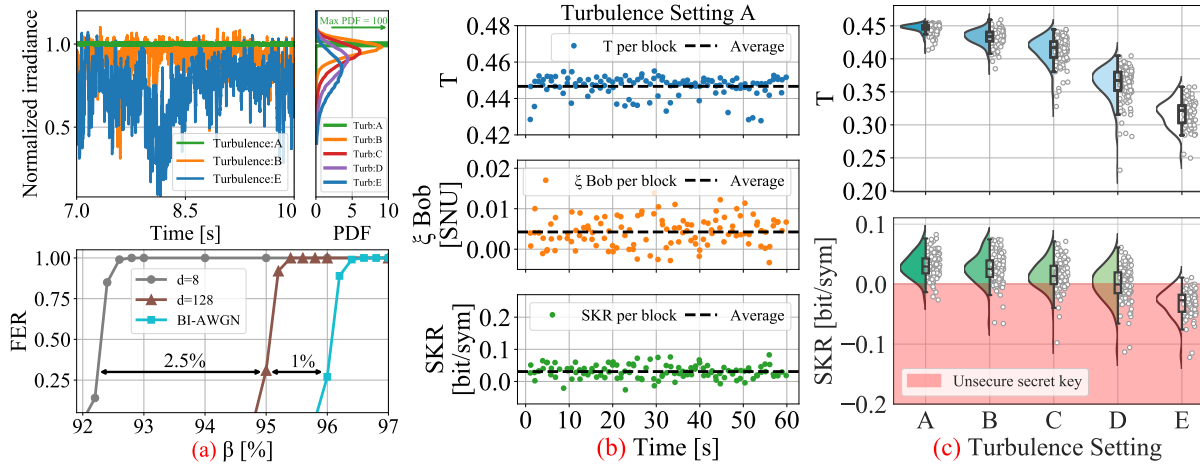 Normalized irradiance
1.0
0.5
Turbulence:A
Turbulence:B
Turbulence:E
7.0
8.5
10
Time [s]
Max PDF = 100
Turb:A
Turb:B
Turb:C
Turb:D
Turb:E
0
5
10
PDF
FER
1.00
0.75
0.50
0.25
d=8
d=128
BI-AWGN
2.5%
1%
92
93
94
95
96
97
(a) β [%]
Turbulence Setting A
T
0.48
0.46
0.44
0.42
T per block
Average
ξ Bob
[SNU]
0.02
0.01
0.00
ξ Bob per block
Average
SKR
[bit/sym]
0.2
0.1
0.0
SKR per block
Average
0
10
20
30
40
50
60
(b) Time [s]
T
0.45
0.40
0.35
0.30
0.25
0.20
SKR [bit/sym]
0.1
0.0
−0.1
−0.2
Unsecure secret key
A
B
C
D
E
(c) Turbulence Setting